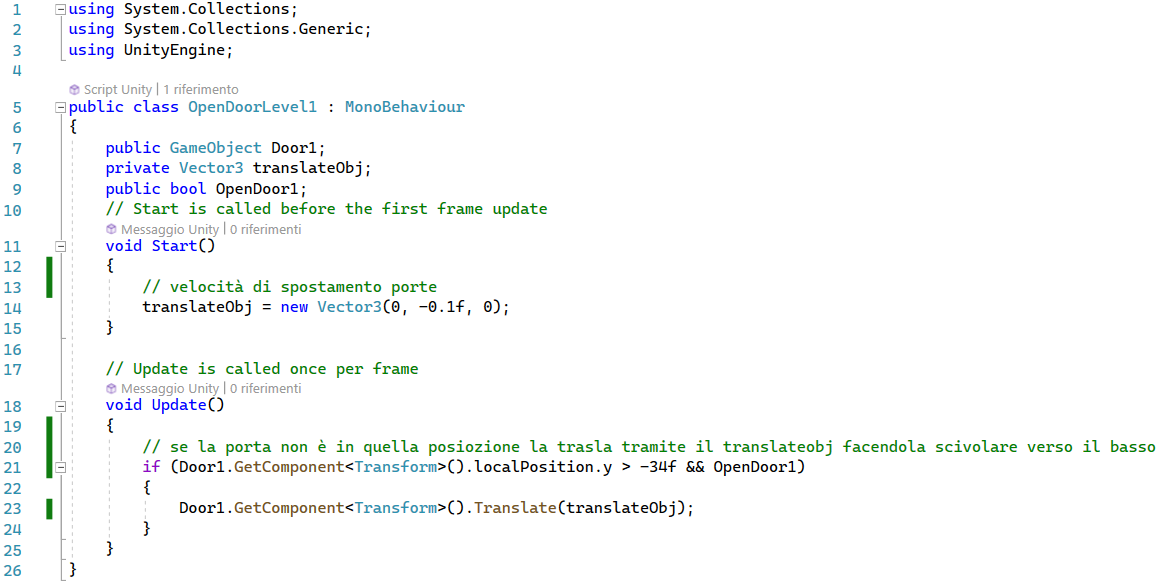 1 using System.Collections;
2 using System.Collections.Generic;
3 using UnityEngine;
4
Script Unity | 1 riferimento
5 public class OpenDoorLevel1 : MonoBehaviour
6 {
7 public GameObject Door1;
8 private Vector3 translateObj;
9 public bool OpenDoor1;
10 // Start is called before the first frame update
Messaggio Unity | 0 riferimenti
11 void Start()
12 {
13 // velocità di spostamento porte
14 translateObj = new Vector3(0, -0.1f, 0);
15 }
16
17 // Update is called once per frame
Messaggio Unity | 0 riferimenti
18 void Update()
19 {
20 // se la porta non è in quella posiozione la trasla tramite il translateobj facendola scivolare verso il basso
21 if (Door1.GetComponent<Transform>().localPosition.y > -34f && OpenDoor1)
22 {
23 Door1.GetComponent<Transform>().Translate(translateObj);
24 }
25 }
26 }